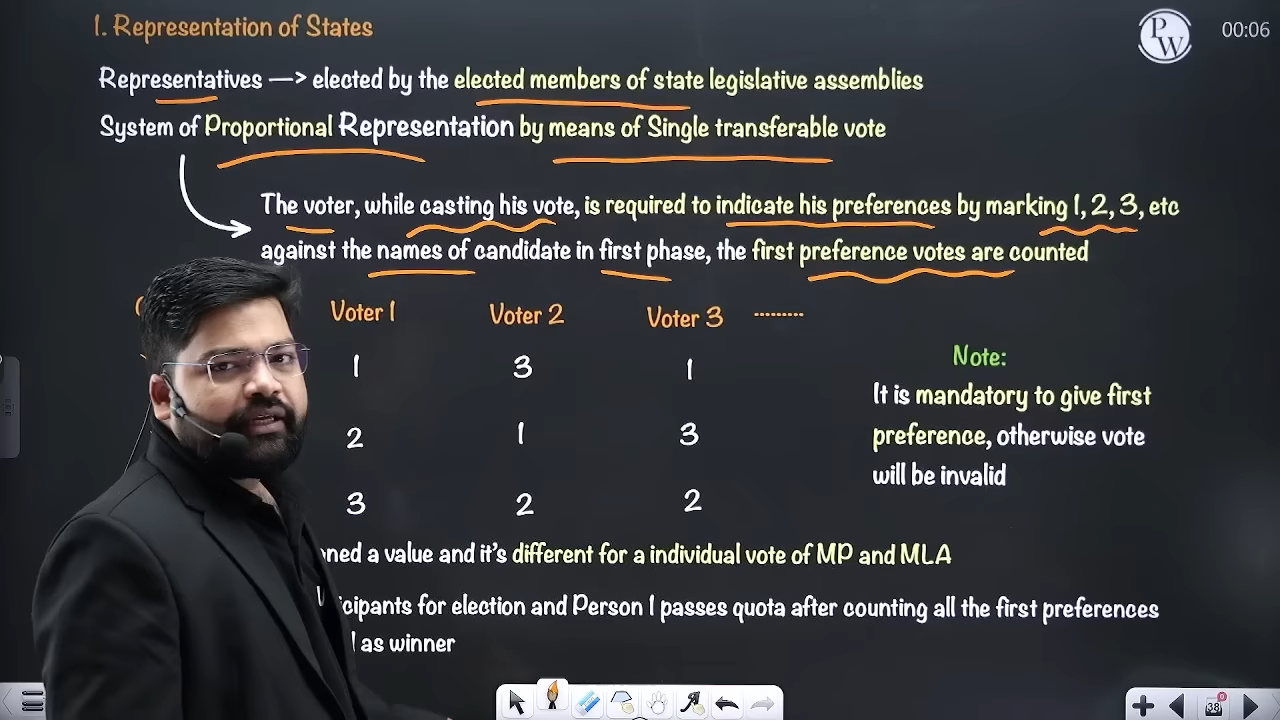 1. Representation of States
PW
00:06
Representatives —> elected by the elected members of state legislative assemblies
System of Proportional Representation by means of Single transferable vote
The voter, while casting his vote, is required to indicate his preferences by marking 1, 2, 3, etc
against the names of candidate in first phase, the first preference votes are counted
Voter 1 Voter 2 Voter 3 ---------
1 3 1
2 1 3
3 2 2
Note:
It is mandatory to give first
preference, otherwise vote
will be invalid
a value and it's different for a individual vote of MP and MLA
for election and Person 1 passes quota after counting all the first preferences
as winner
38